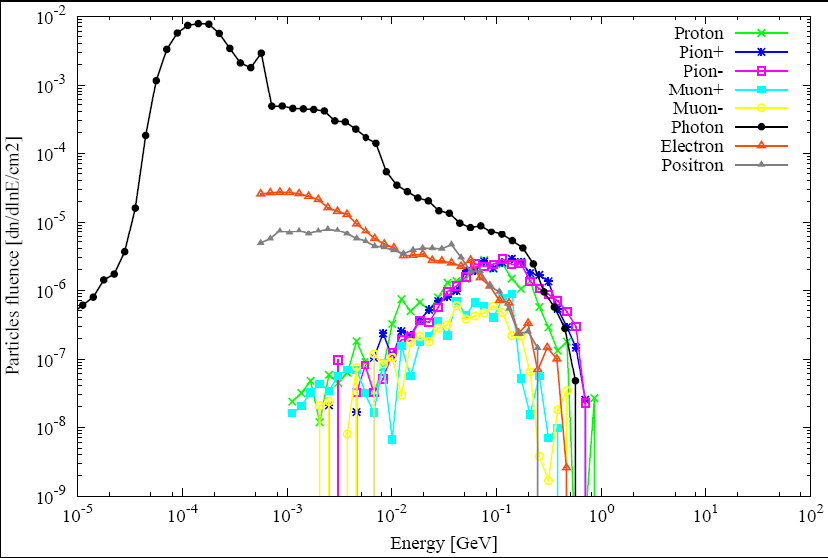 10^-2
10^-3
10^-4
10^-5
10^-6
10^-7
10^-8
10^-9
Particles fluence [dn/dlnE/cm2]
Proton
Pion+
Pion-
Muon+
Muon-
Photon
Electron
Positron
10^-5 10^-4 10^-3 10^-2 10^-1 10^0 10^1 10^2
Energy [GeV]